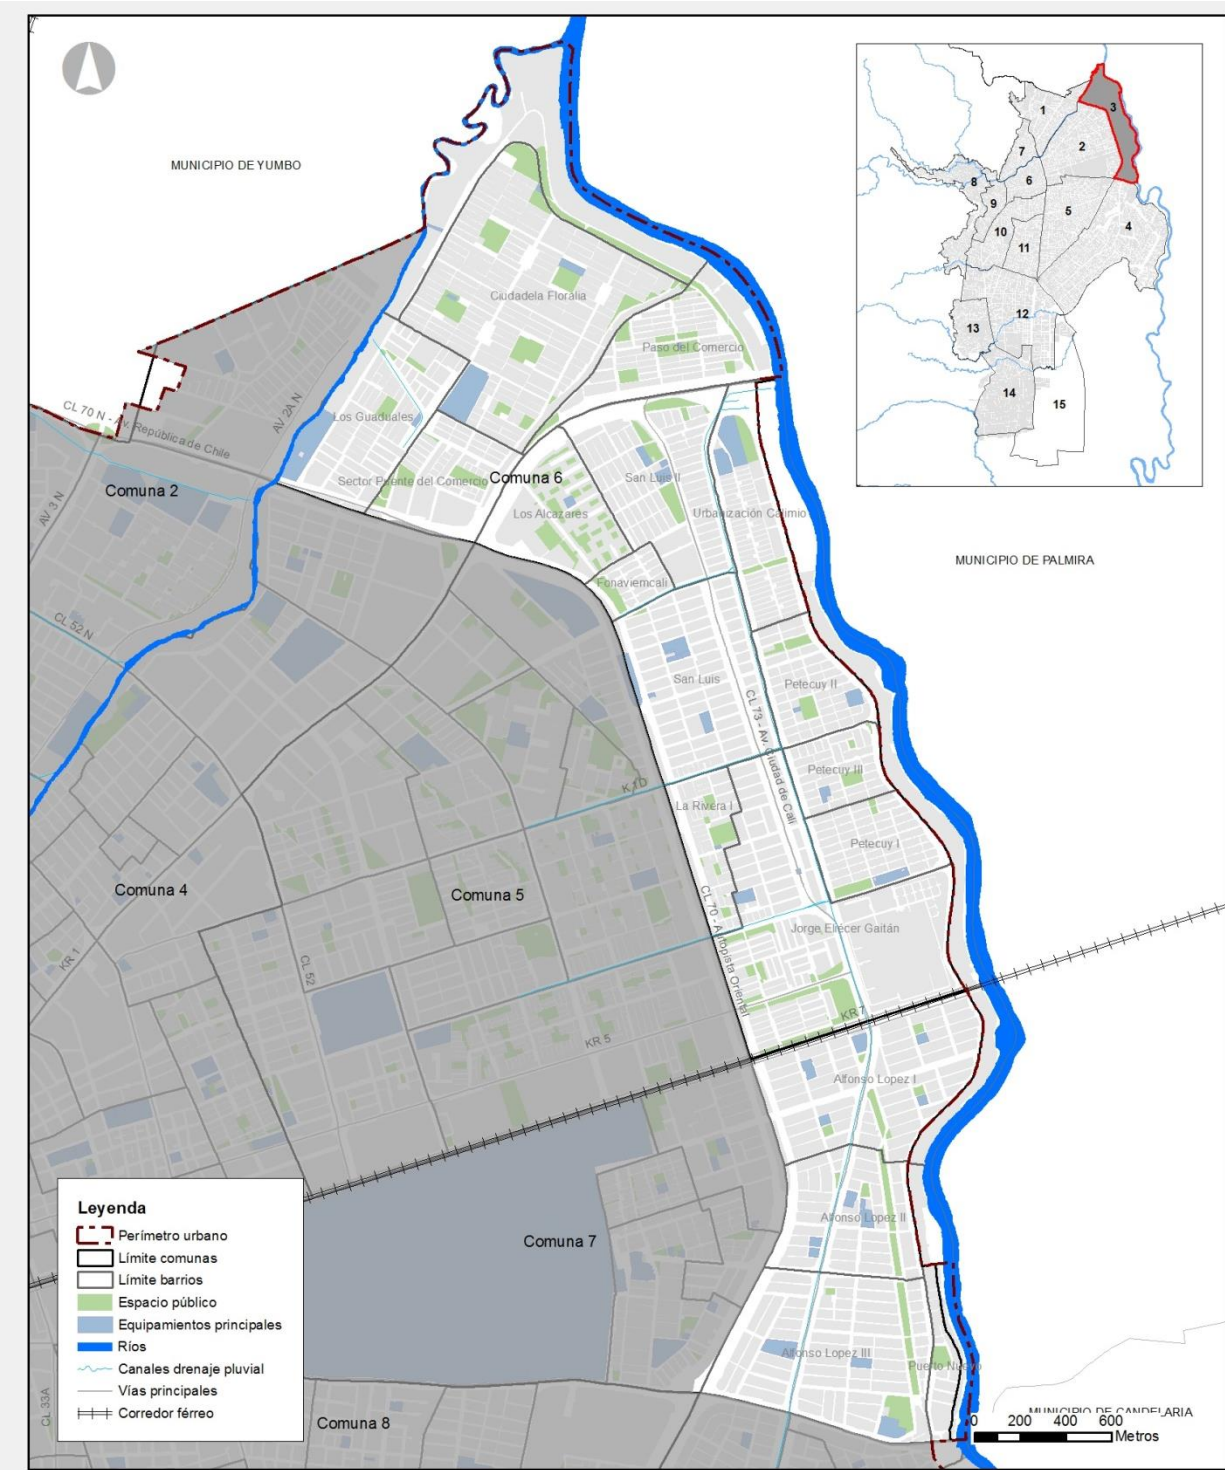 MUNICIPIO DE YUMBO
1
3
2
7
8
6
9
5
4
10
11
13
12
14
15
Ciudadela Floralia
Paso del Comercio
CL 70 N - Av. República de Chile
AV 2A N
Los Guaduales
Comuna 2
AV 3 N
Sector Puente del Comercio
Comuna 6
San Luis II
Los Alcazares
Urbanización Calimio
MUNICIPIO DE PALMIRA
Fonaviemcali
CL 52 N
San Luis
Petecuy II
CL 73 - Av. Ciudad de Cali
Petecuy III
K 1D
La Rivera I
Petecuy I
Comuna 4
Comuna 5
CL 70 - Autopista Oriental
Jorge Eliécer Gaitán
KR 1
CL 52
KR 7
KR 5
Alfonso Lopez I
Alfonso Lopez II
Comuna 7
Alfonso Lopez III
Puerto Nuevo
Leyenda
Perímetro urbano
Límite comunas
Límite barrios
Espacio público
Equipamientos principales
Ríos
Canales drenaje pluvial
Vías principales
Corredor férreo
CL 33A
Comuna 8
MUNICIPIO DE CANDELARIA
0 200 400 600
Metros